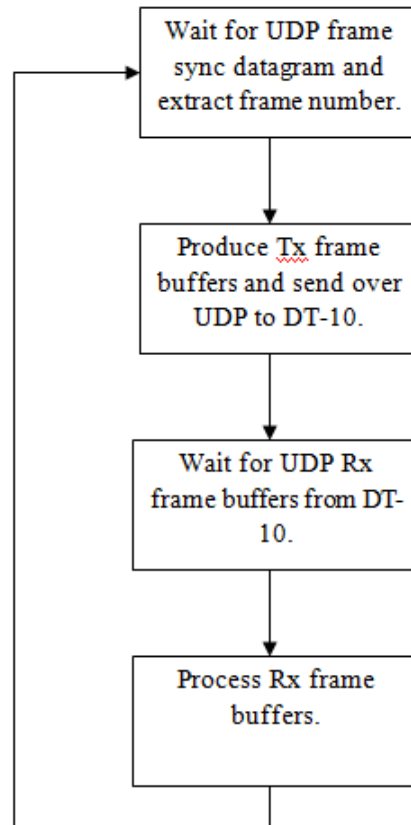 Wait for UDP frame
sync datagram and
extract frame number.
Produce Tx frame
buffers and send over
UDP to DT-10.
Wait for UDP Rx
frame buffers from DT-
10.
Process Rx frame
buffers.